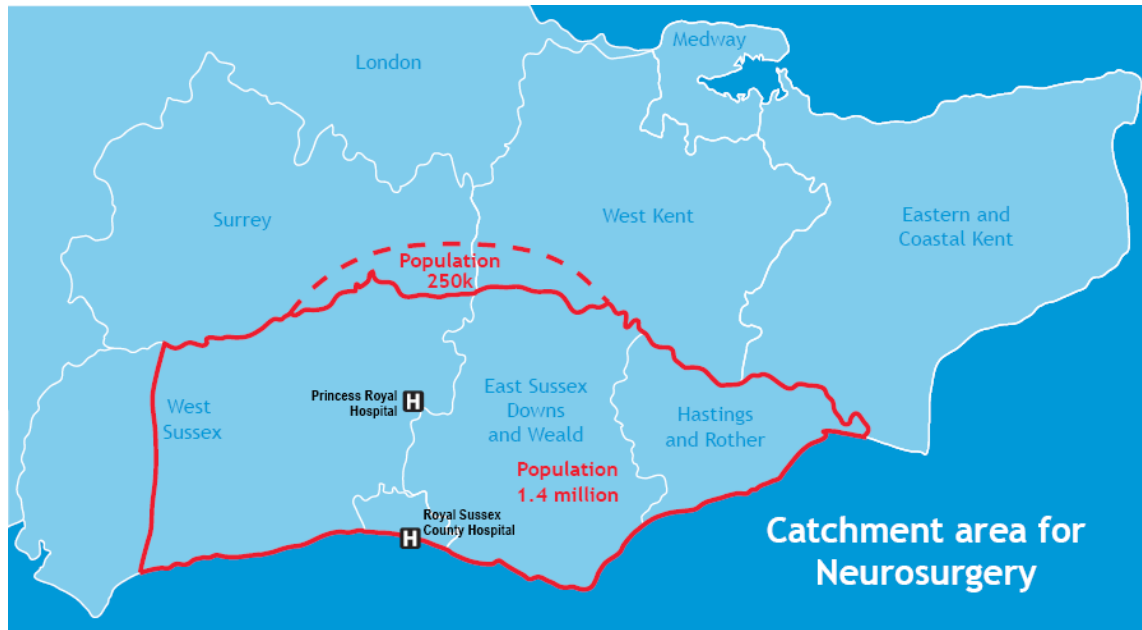 London
Medway
Surrey
West Kent
Eastern and
Coastal Kent
Population
250k
Princess Royal
Hospital
H
West
Sussex
East Sussex
Downs
and Weald
Hastings
and Rother
Population
1.4 million
Royal Sussex
County Hospital
H
Catchment area for
Neurosurgery